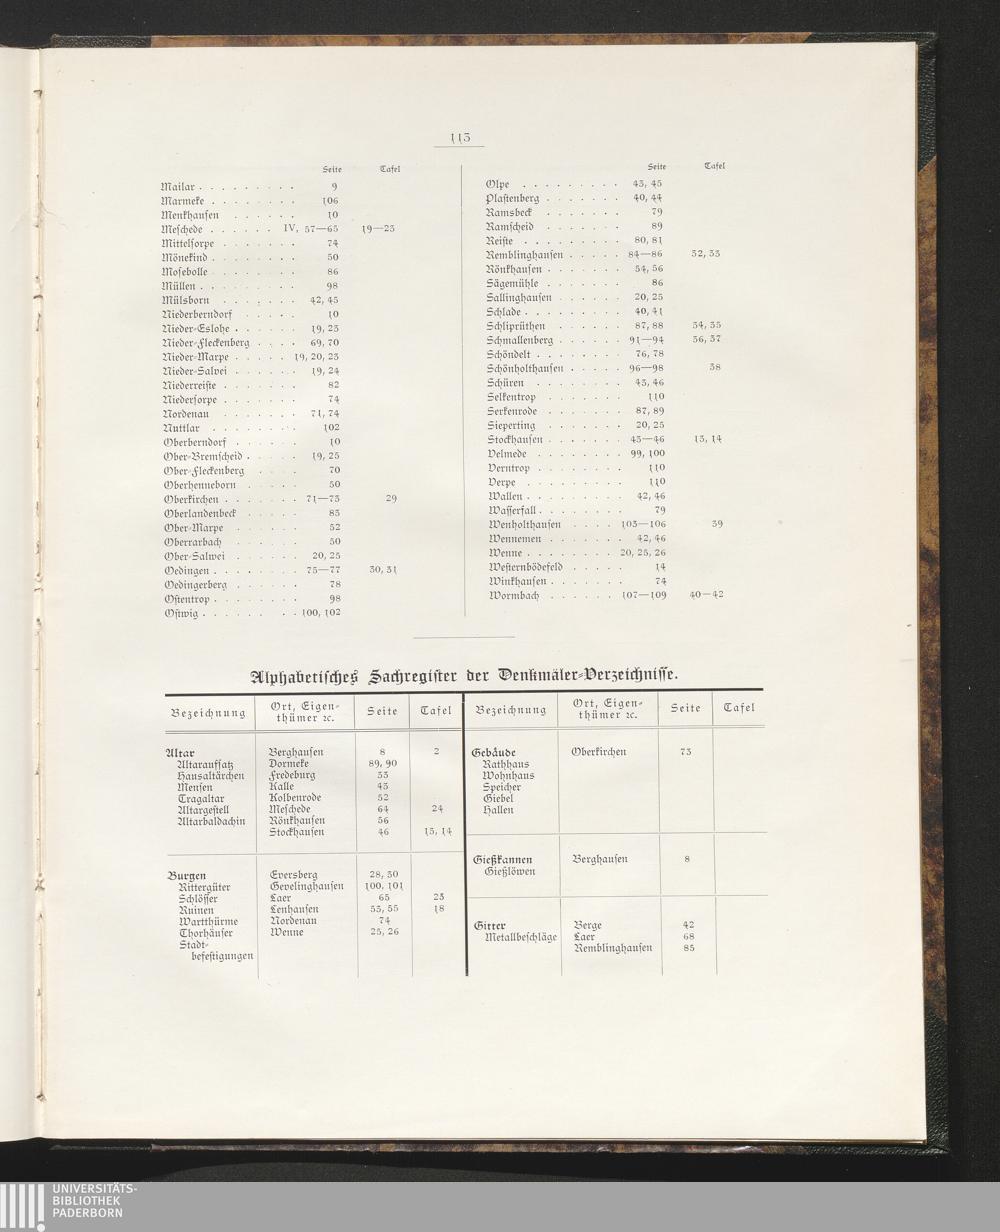 113
Seite Tafel
Mailar . . . . . . . . . 9
Marmeke . . . . . . . . 106
Menkhausen . . . . . . 10
Meschede . . . . . . IV, 57—65 19—23
Mittelsorpe . . . . . . . 74
Mönekind . . . . . . . . 50
Mosebolle . . . . . . . . 86
Müllen . . . . . . . . . 98
Mülsborn . . . . . . . 42, 45
Niederberndorf . . . . . 10
Nieder-Eslohe . . . . . . 19, 23
Nieder-Fleckenberg . . . . 69, 70
Nieder-Marpe . . . . . 19, 20, 23
Nieder-Salvei . . . . . . 19, 24
Niederreiste . . . . . . . 82
Niedersorpe . . . . . . . 74
Nordenau . . . . . . . 71, 74
Nuttlar . . . . . . . . 102
Oberberndorf . . . . . . 10
Ober-Bremscheid . . . . . 19, 25
Ober-Fleckenberg . . . . 70
Oberhenneborn . . . . . 50
Oberkirchen . . . . . . . 71—73 29
Oberlandenbeck . . . . . 83
Ober-Marpe . . . . . . 52
Oberrarbach . . . . . . 50
Ober-Salwei . . . . . . 20, 25
Oedingen . . . . . . . . 75—77 30, 31
Oedingerberg . . . . . . 78
Ostentrop . . . . . . . . 98
Ostwig . . . . . . . . 100, 102
Seite Tafel
Olpe . . . . . . . . . 43, 45
Plastenberg . . . . . . . 40, 44
Ramsbeck . . . . . . . 79
Ramscheid . . . . . . . 89
Reiste . . . . . . . . . 80, 81
Remblinghausen . . . . . 84—86 32, 33
Rönkhausen . . . . . . . 54, 56
Sägemühle . . . . . . . 86
Sallinghausen . . . . . . 20, 25
Schlade . . . . . . . . . 40, 41
Schliprüthen . . . . . . 87, 88 34, 35
Schmallenberg . . . . . . 91—94 36, 37
Schöndelt . . . . . . . . 76, 78
Schönholthausen . . . . . 96—98 38
Schüren . . . . . . . . 43, 46
Selkentrop . . . . . . . 110
Serkenrode . . . . . . . 87, 89
Sieperting . . . . . . . 20, 25
Stockhausen . . . . . . . 45—46 13, 14
Velmede . . . . . . . . 99, 100
Verntrop . . . . . . . . 110
Verpe . . . . . . . . . 110
Wallen . . . . . . . . . 42, 46
Wasserfall . . . . . . . . 79
Wenholthausen . . . . 103—106 39
Wennemen . . . . . . . 42, 46
Wenne . . . . . . . . 20, 25, 26
Westernbödefeld . . . . . 14
Winkhausen . . . . . . . 74
Wormbach . . . . . . 107—109 40—42
Alphabetisches Sachregister der Denkmäler-Verzeichnisse.
Bezeichnung Ort, Eigen-
thümer ꝛc. Seite Tafel
Altar Berghausen 8 2
Altaraufsatz Dormeke 89, 90
Hausaltärchen Fredeburg 33
Mensen Kalle 43
Tragaltar Kolbenrode 52
Altargestell Meschede 64 24
Altarbaldachin Rönkhausen 56
Stockhausen 46 13, 14
Burgen Eversberg 28, 30
Rittergüter Gevelinghausen 100, 101
Schlösser Laer 65 23
Ruinen Lenhausen 53, 55 18
Wartthürme Nordenau 74
Thorhäuser Wenne 25, 26
Stadt-
befestigungen
Bezeichnung Ort, Eigen-
thümer ꝛc. Seite Tafel
Gebäude Oberkirchen 73
Rathhaus
Wohnhaus
Speicher
Giebel
Hallen
Gießkannen Berghausen 8
Gießlöwen
Gitter Berge 42
Metallbeschläge Laer 68
Remblinghausen 85
UNIVERSITÄTS-
BIBLIOTHEK
PADERBORN